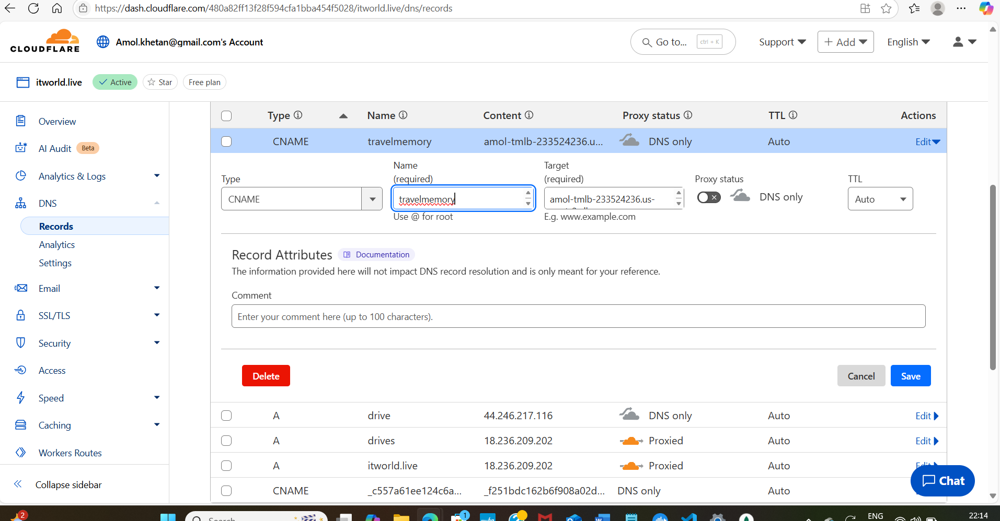 https://dash.cloudflare.com/480a82ff13f28f594cfa1bba454f5028/itworld.live/dns/records
CLOUDFLARE
Amol.khetan@gmail.com's Account
Go to...
ctrl + K
Support
+ Add
English
itworld.live
Active
Star
Free plan
Overview
AI Audit Beta
Analytics & Logs
DNS
Records
Analytics
Settings
Email
SSL/TLS
Security
Access
Speed
Caching
Workers Routes
Collapse sidebar
Type Name Content Proxy status TTL Actions
CNAME travelmemory amol-tmlb-233524236.u... DNS only Auto Edit
Type
CNAME
Name
(required)
travelmemory
Use @ for root
Target
(required)
amol-tmlb-233524236.us-
E.g. www.example.com
Proxy status
DNS only
TTL
Auto
Record Attributes Documentation
The information provided here will not impact DNS record resolution and is only meant for your reference.
Comment
Enter your comment here (up to 100 characters).
Delete
Cancel
Save
A drive 44.246.217.116 DNS only Auto Edit
A drives 18.236.209.202 Proxied Auto Edit
A itworld.live 18.236.209.202 Proxied Auto Edit
CNAME _c557a61ee124c6a... _f251bdc162b6f908a02d... DNS only Auto
Chat
2
Search
1
ENG
22:14